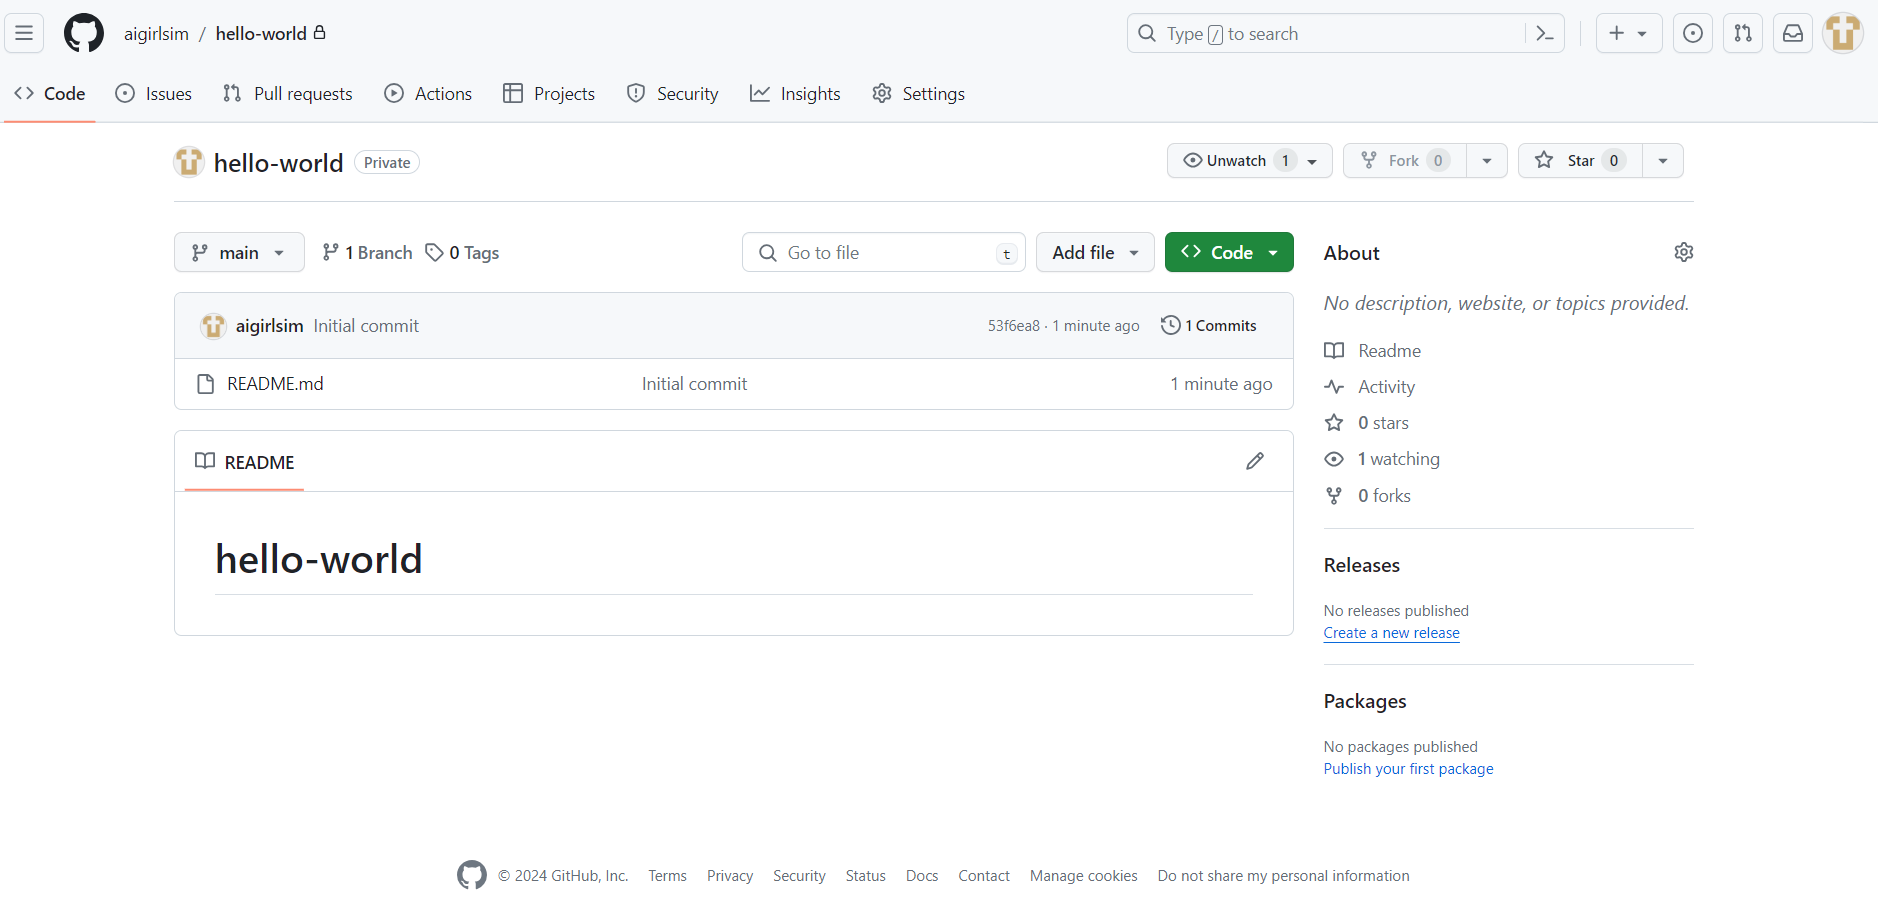 aigirlsim / hello-world
Type / to search
Code Issues Pull requests Actions Projects Security Insights Settings
hello-world Private
Unwatch 1 Fork 0 Star 0
main 1 Branch 0 Tags
Go to file t
Add file Code
aigirlsim Initial commit 53f6ea8 · 1 minute ago 1 Commits
README.md Initial commit 1 minute ago
README
hello-world
About
No description, website, or topics provided.
Readme
Activity
0 stars
1 watching
0 forks
Releases
No releases published
Create a new release
Packages
No packages published
Publish your first package
© 2024 GitHub, Inc. Terms Privacy Security Status Docs Contact Manage cookies Do not share my personal information